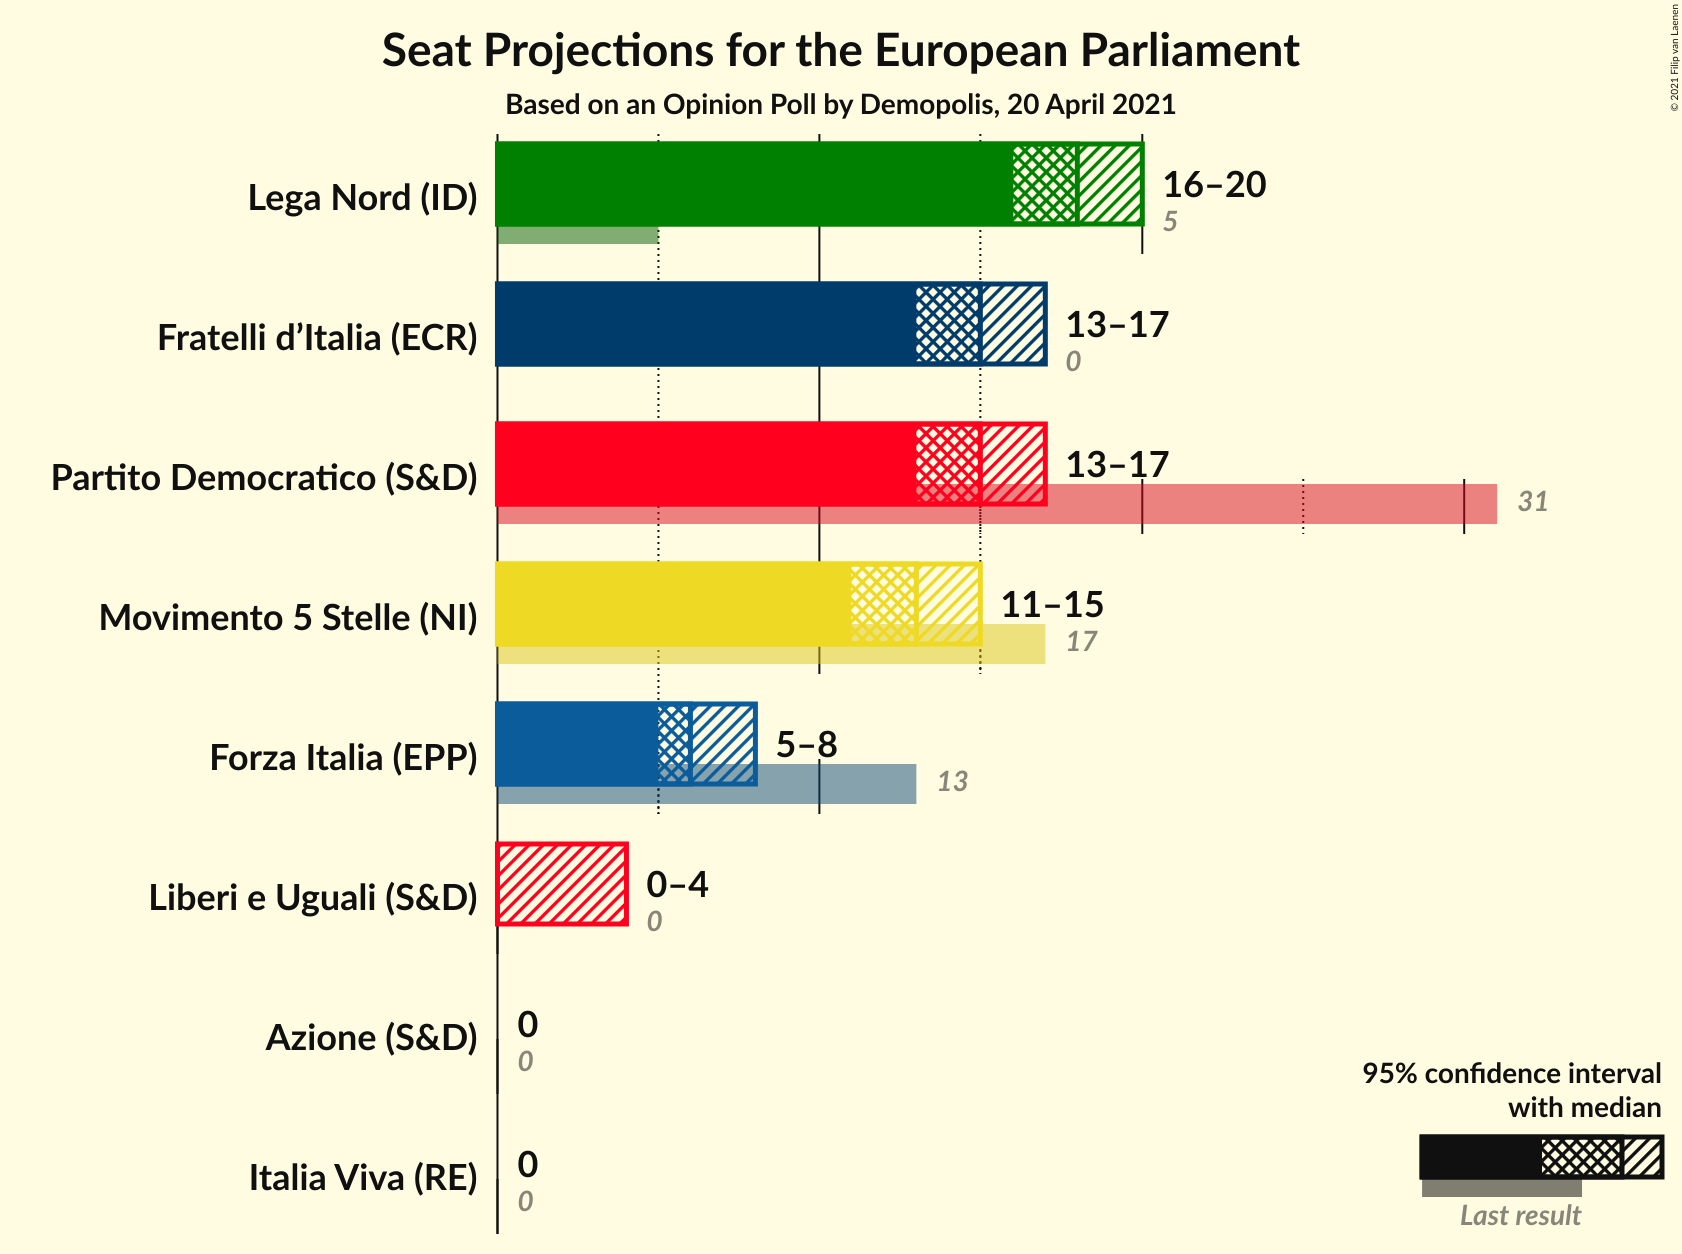 Seat Projections for the European Parliament
Based on an Opinion Poll by Demopolis, 20 April 2021
© 2021 Filip van Laenen
Lega Nord (ID)
16–20
5
Fratelli d’Italia (ECR)
13–17
0
Partito Democratico (S&D)
13–17
31
Movimento 5 Stelle (NI)
11–15
17
Forza Italia (EPP)
5–8
13
Liberi e Uguali (S&D)
0–4
0
Azione (S&D)
0
0
Italia Viva (RE)
0
0
95% confidence interval
with median
Last result